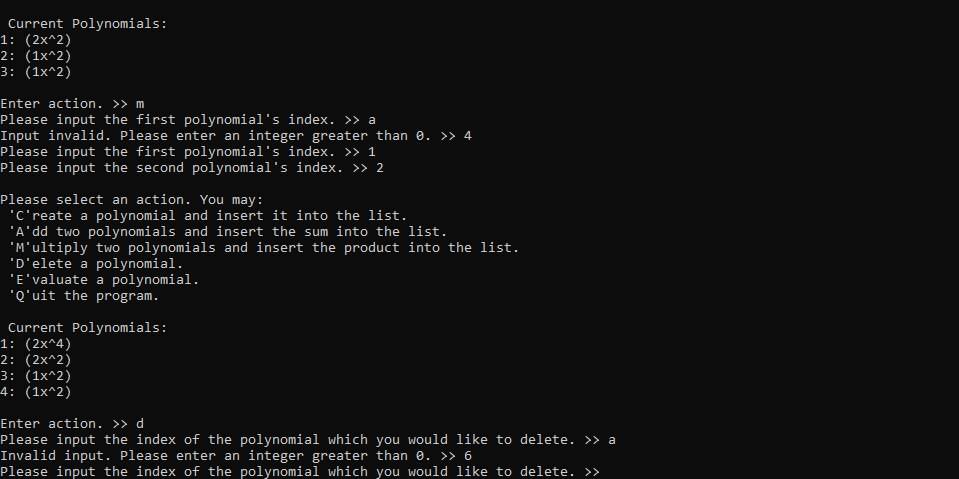 Current Polynomials:
1: (2x^2)
2: (1x^2)
3: (1x^2)
Enter action. >> m
Please input the first polynomial's index. >> a
Input invalid. Please enter an integer greater than 0. >> 4
Please input the first polynomial's index. >> 1
Please input the second polynomial's index. >> 2
Please select an action. You may:
'C'reate a polynomial and insert it into the list.
'A'dd two polynomials and insert the sum into the list.
'M'ultiply two polynomials and insert the product into the list.
'D'elete a polynomial.
'E'valuate a polynomial.
'Q'uit the program.
Current Polynomials:
1: (2x^4)
2: (2x^2)
3: (1x^2)
4: (1x^2)
Enter action. >> d
Please input the index of the polynomial which you would like to delete. >> a
Invalid input. Please enter an integer greater than 0. >> 6
Please input the index of the polynomial which you would like to delete. >>